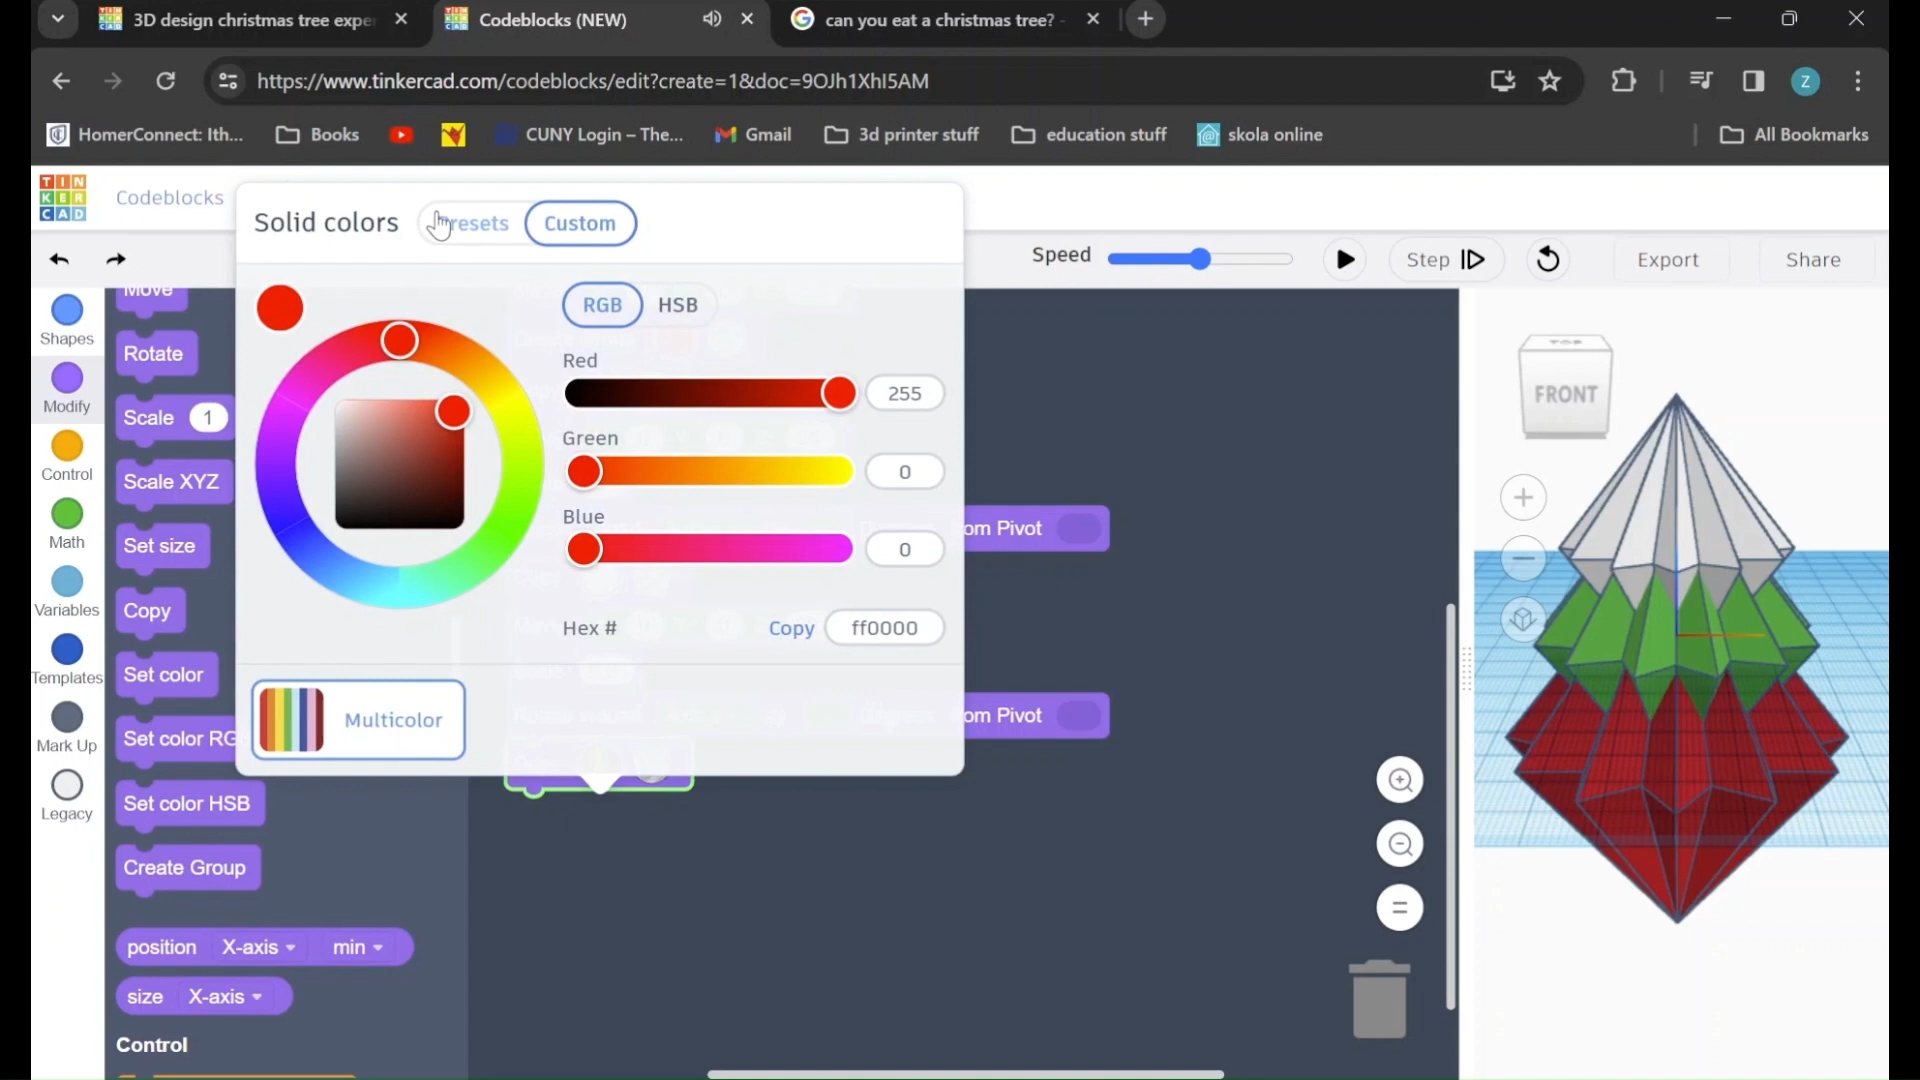 3D design christmas tree expe
Codeblocks (NEW)
can you eat a christmas tree? -
https://www.tinkercad.com/codeblocks/edit?create=1&doc=9OJh1XhI5AM
Z
HomerConnect: Ith...
Books
CUNY Login – The...
Gmail
3d printer stuff
education stuff
skola online
All Bookmarks
TIN
KER
CAD
Codeblocks
Solid colors
Presets
Custom
Speed
Step
Export
Share
Shapes
Modify
Control
Math
Variables
Templates
Mark Up
Legacy
Move
Rotate
Scale 1
Scale XYZ
Set size
Copy
Set color
Set color RG
Set color HSB
Create Group
position X-axis min
size X-axis
Control
RGB
HSB
Red
255
Green
0
Blue
0
Hex #
Copy
ff0000
Multicolor
om Pivot
om Pivot
TOP
FRONT